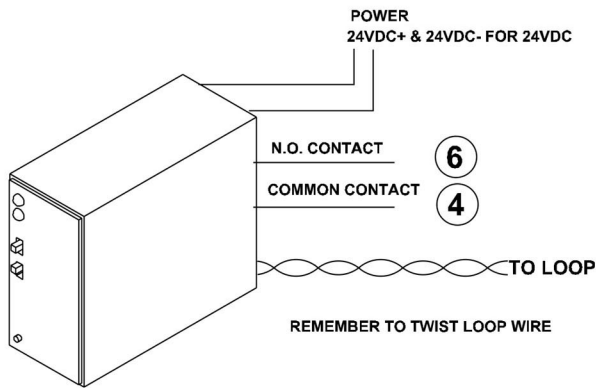 POWER
24VDC+ & 24VDC- FOR 24VDC
N.O. CONTACT
6
COMMON CONTACT
4
TO LOOP
REMEMBER TO TWIST LOOP WIRE